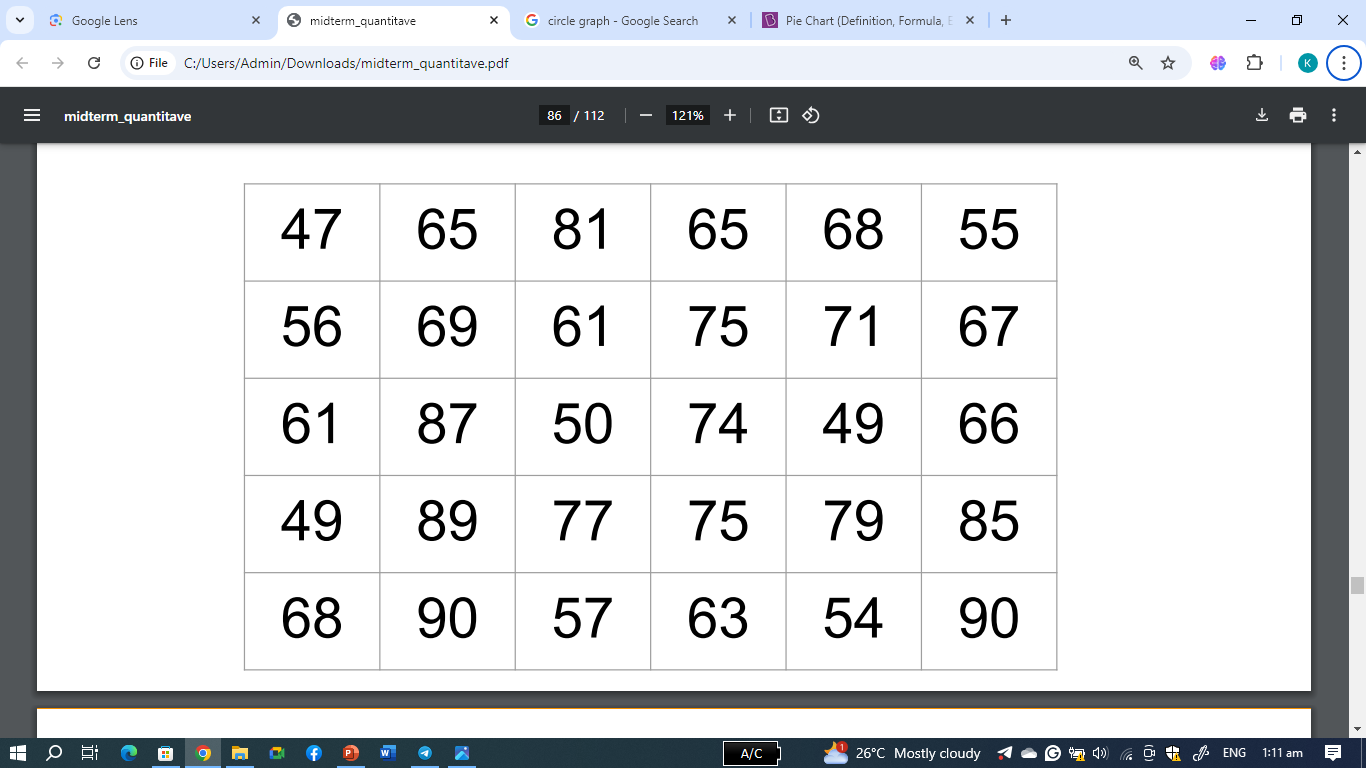 Google Lens
midterm_quantitave
circle graph - Google Search
Pie Chart (Definition, Formula, E
File C:/Users/Admin/Downloads/midterm_quantitave.pdf
K
midterm_quantitave
86 / 112
121%
47 65 81 65 68 55
56 69 61 75 71 67
61 87 50 74 49 66
49 89 77 75 79 85
68 90 57 63 54 90
A/C
1
26°C Mostly cloudy
ENG
1:11 am